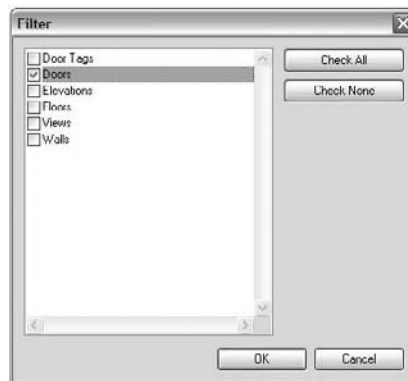 Filter
Door Tags
Doors
Elevations
Floors
Views
Walls
Check All
Check None
OK
Cancel